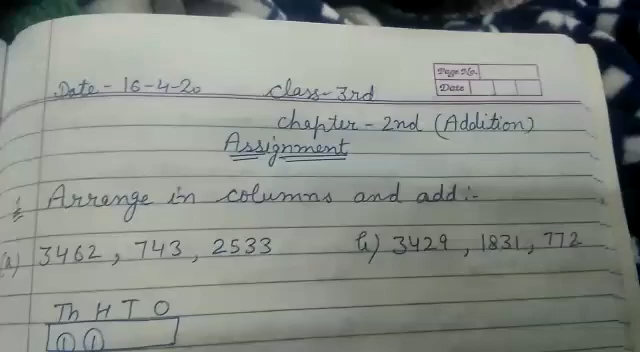 Page No.
Date
Date - 16-4-20 Class - 3rd
Chapter - 2nd (Addition)
Assignment
1. Arrange in columns and add :-
(a) 3462, 743, 2533 b) 3429, 1831, 772
Th H T O
1 1